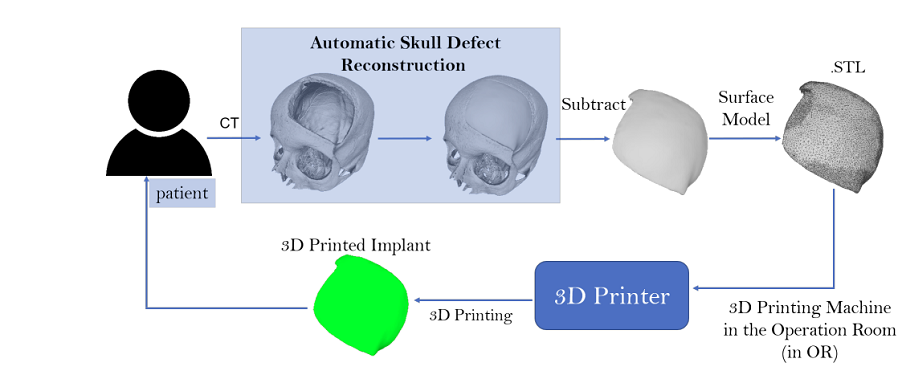 Automatic Skull Defect
Reconstruction
CT
Subtract
Surface
Model
.STL
patient
3D Printed Implant
3D Printing
3D Printer
3D Printing Machine
in the Operation Room
(in OR)